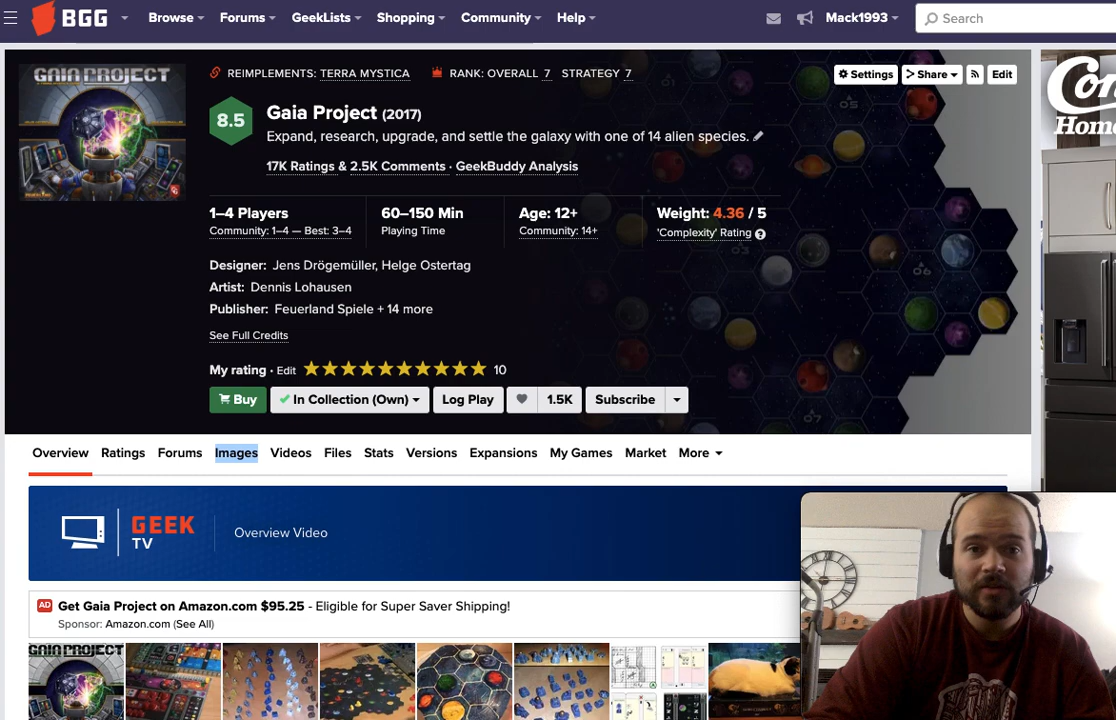 BGG
Browse Forums GeekLists Shopping Community Help Mack1993 Search
GAIA PROJECT
REIMPLEMENTS: TERRA MYSTICA RANK: OVERALL 7 STRATEGY 7
Settings Share Edit
8.5
Gaia Project (2017)
Expand, research, upgrade, and settle the galaxy with one of 14 alien species.
17K Ratings & 2.5K Comments · GeekBuddy Analysis
1–4 Players 60–150 Min Age: 12+ Weight: 4.36 / 5
Community: 1–4 — Best: 3–4 Playing Time Community: 14+ 'Complexity' Rating ?
Designer: Jens Drögemüller, Helge Ostertag
Artist: Dennis Lohausen
Publisher: Feuerland Spiele + 14 more
See Full Credits
My rating · Edit 10
Buy In Collection (Own) Log Play 1.5K Subscribe
05
03
06
07
Con
Home
Overview Ratings Forums Images Videos Files Stats Versions Expansions My Games Market More
GEEK
TV
Overview Video
AD Get Gaia Project on Amazon.com $95.25 - Eligible for Super Saver Shipping!
Sponsor: Amazon.com (See All)
GAIA PROJECT